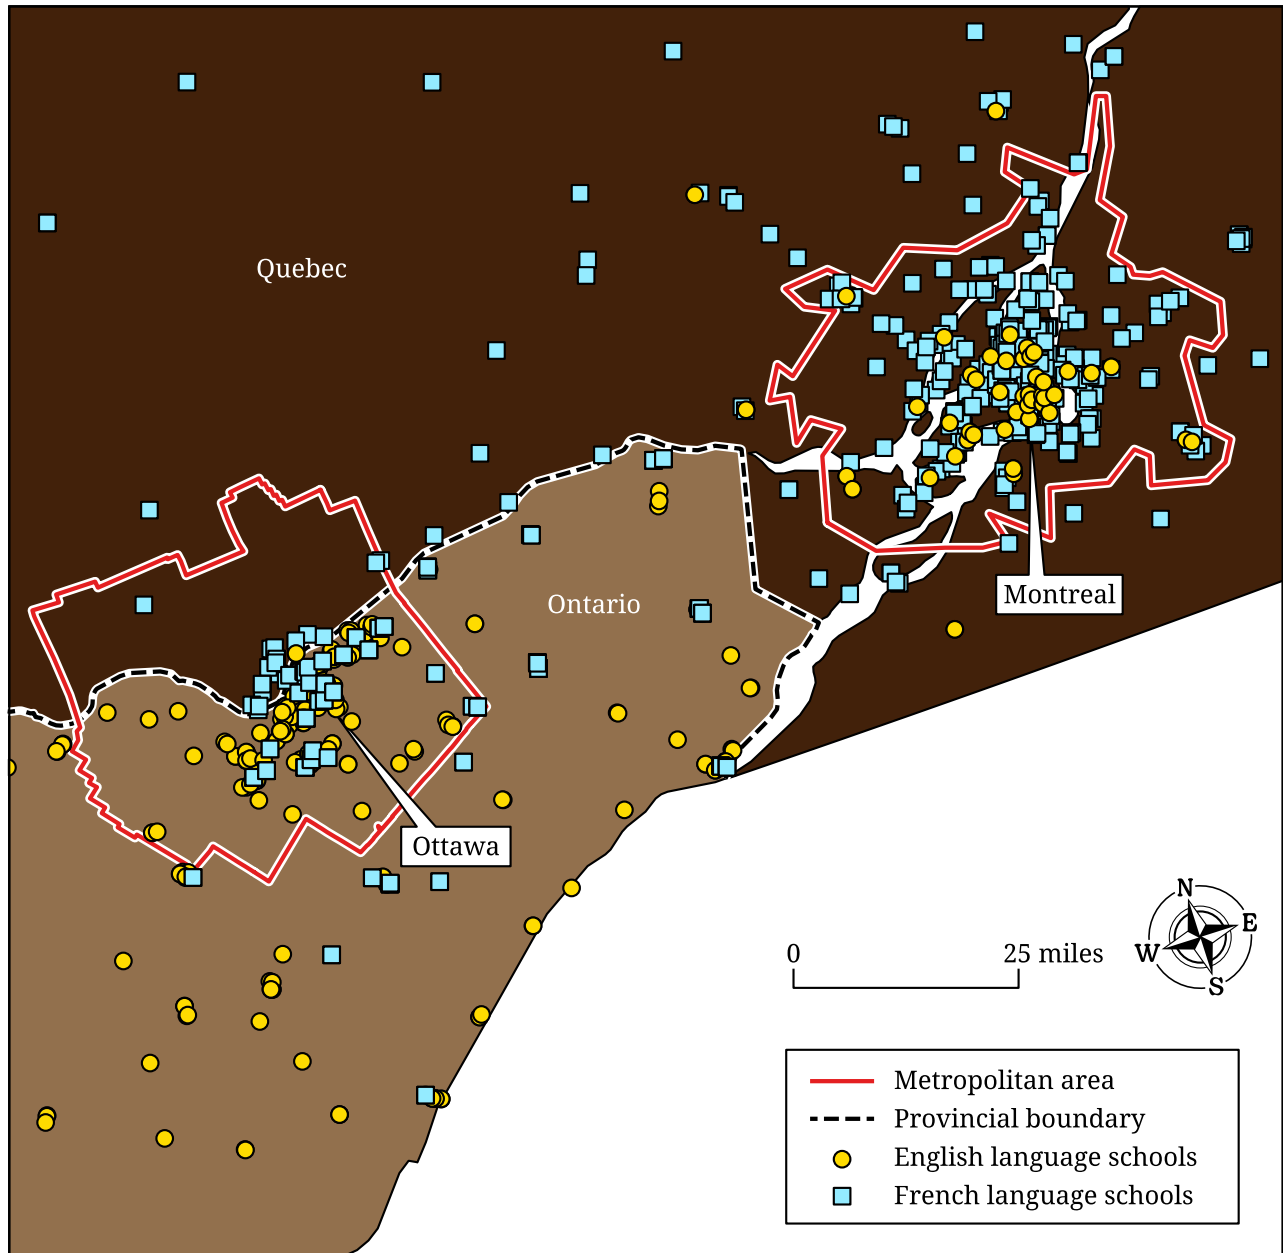 Quebec
Ontario
Montreal
Ottawa
N
E
W
S
0
25 miles
Metropolitan area
Provincial boundary
English language schools
French language schools